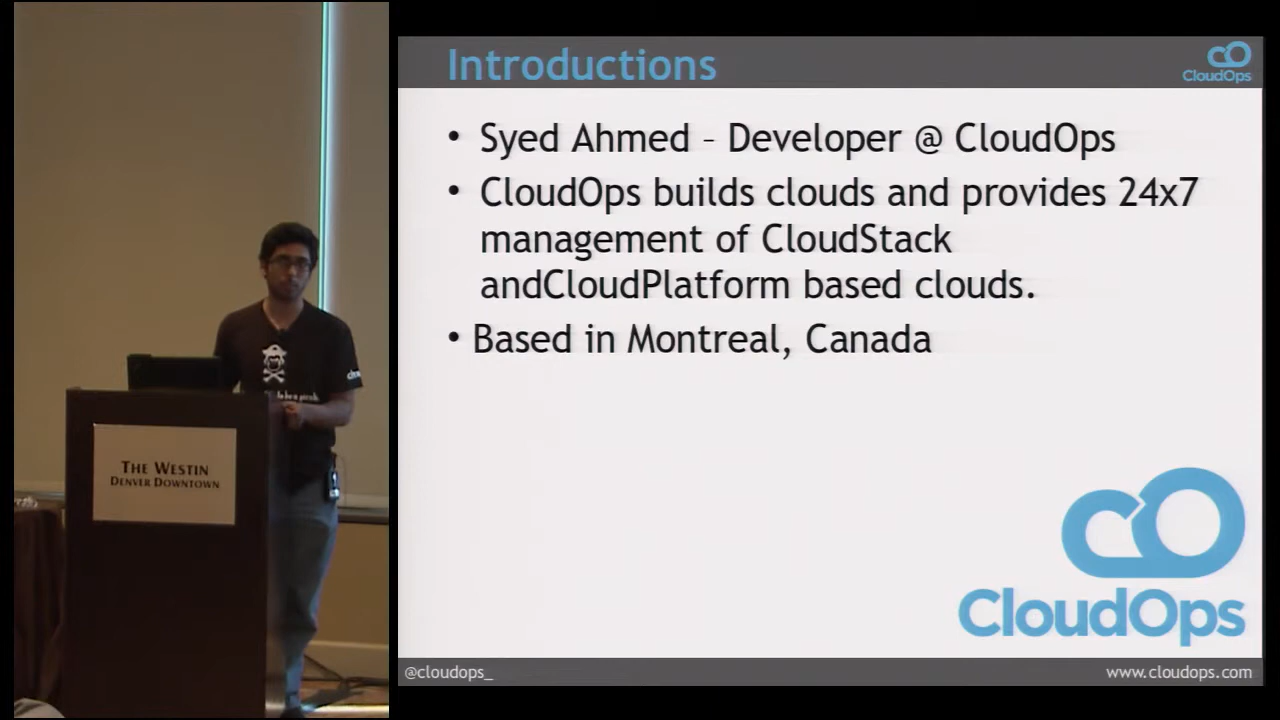 Introductions
CloudOps
• Syed Ahmed – Developer @ CloudOps
• CloudOps builds clouds and provides 24x7
management of CloudStack
andCloudPlatform based clouds.
• Based in Montreal, Canada
THE WESTIN
DENVER DOWNTOWN
CloudOps
@cloudops_
www.cloudops.com